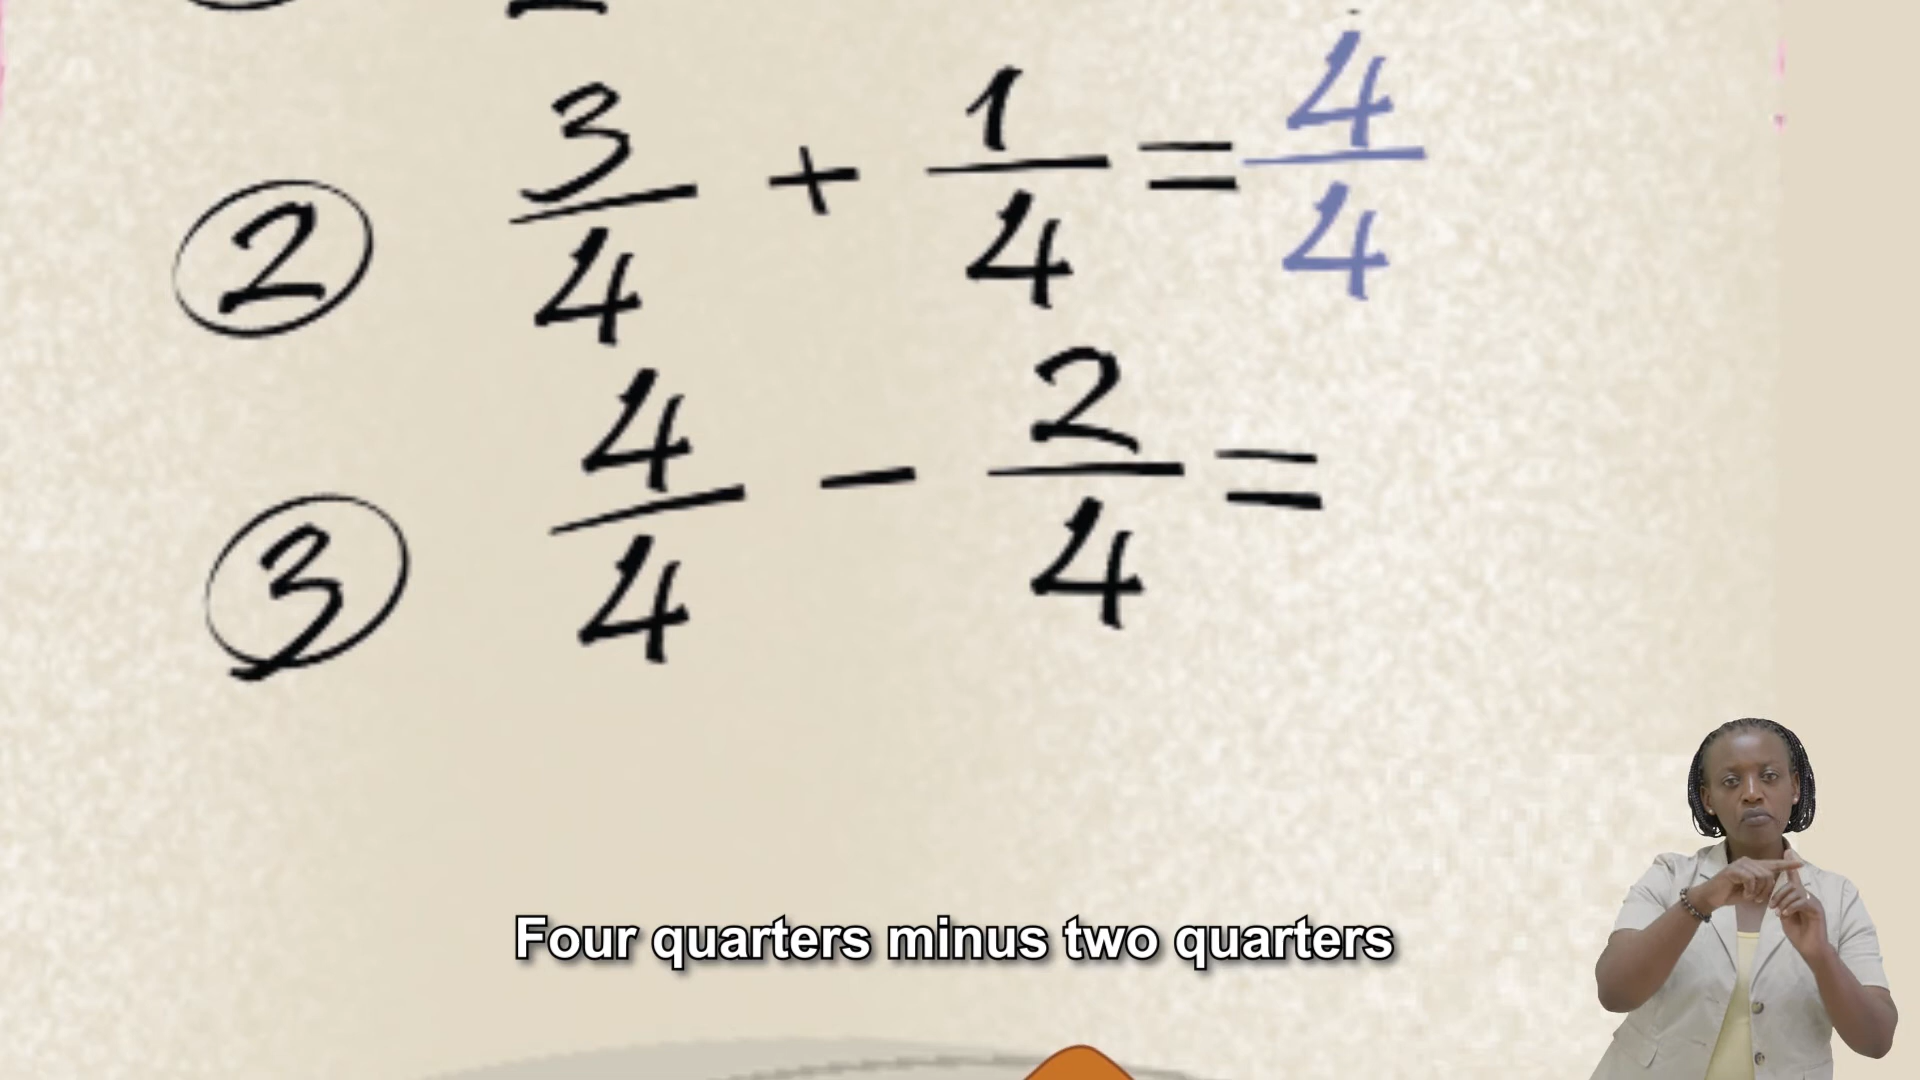 ② 3/4 + 1/4 = 4/4
③ 4/4 - 2/4 =
Four quarters minus two quarters